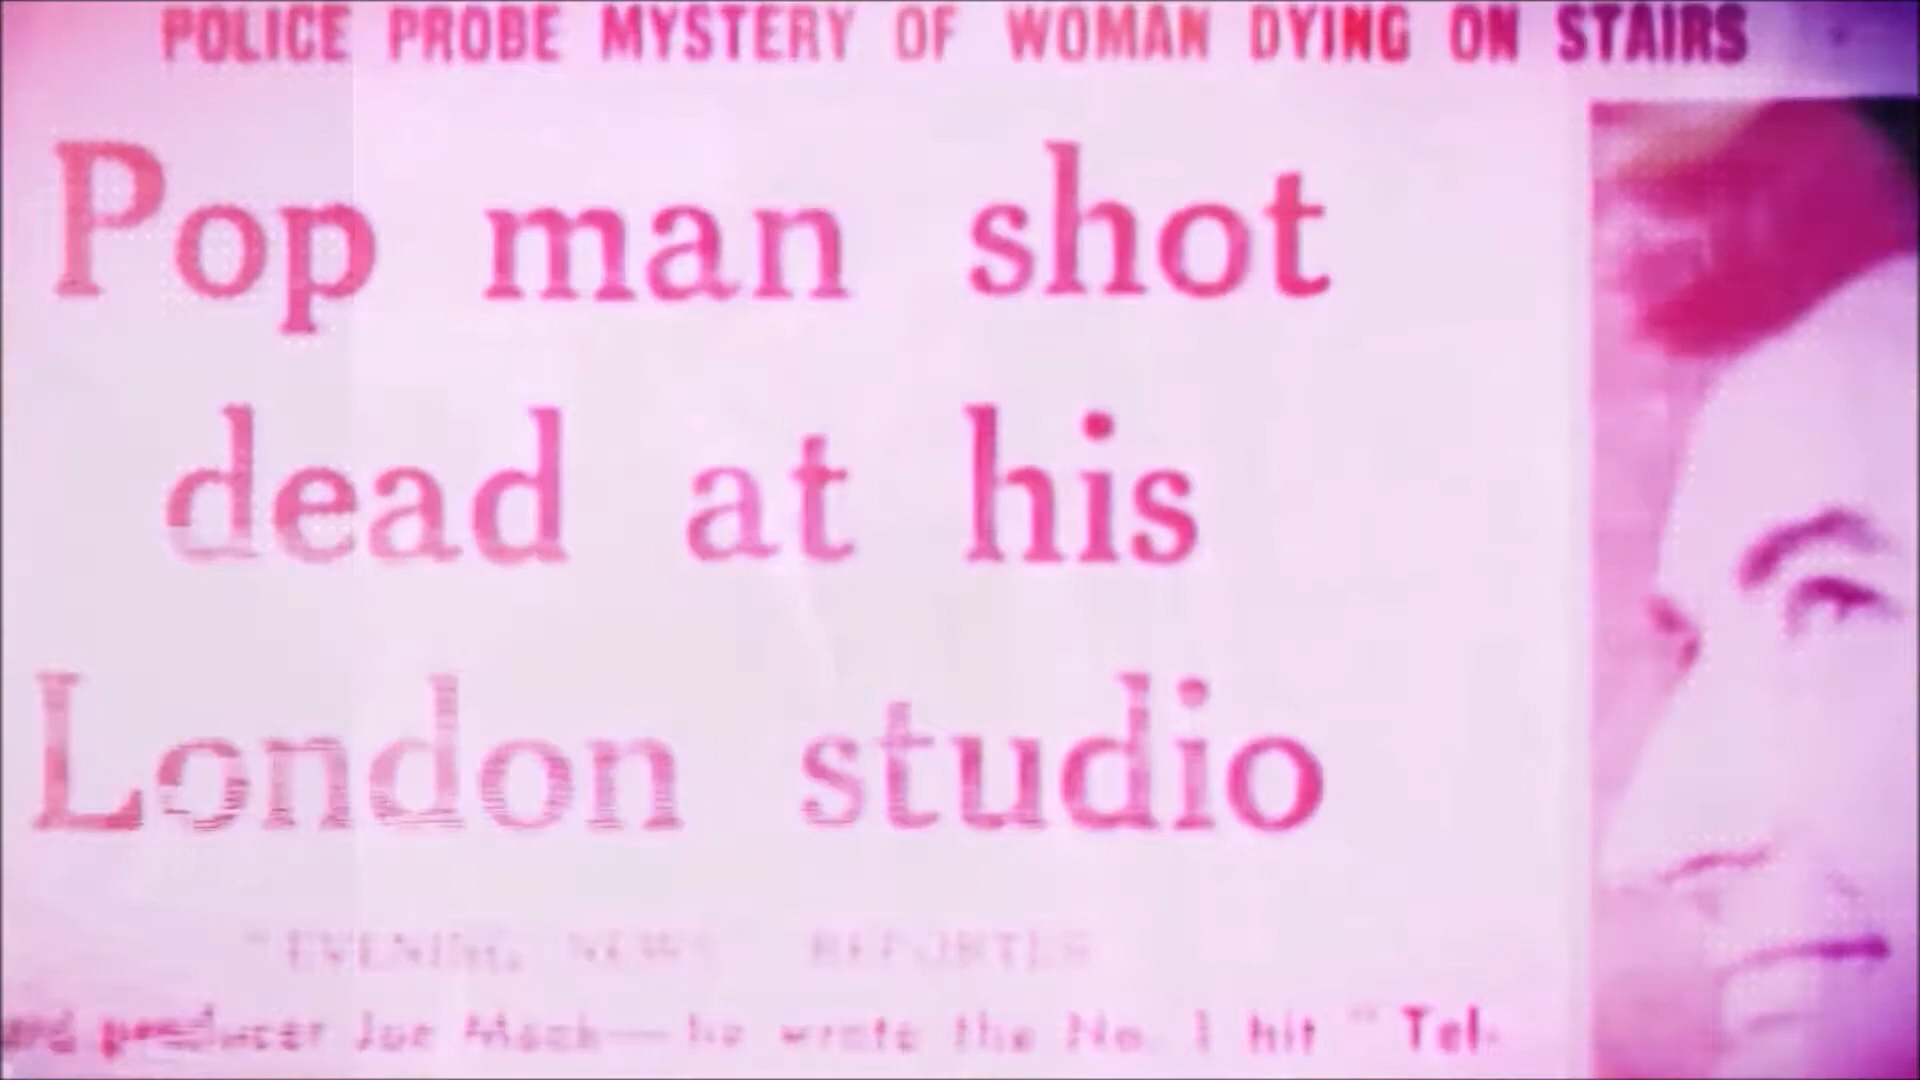 POLICE PROBE MYSTERY OF WOMAN DYING ON STAIRS
Pop man shot
dead at his
London studio
"EVENING NEWS" REPORTER
producer Joe Meek—he wrote the No. 1 hit "Tel-